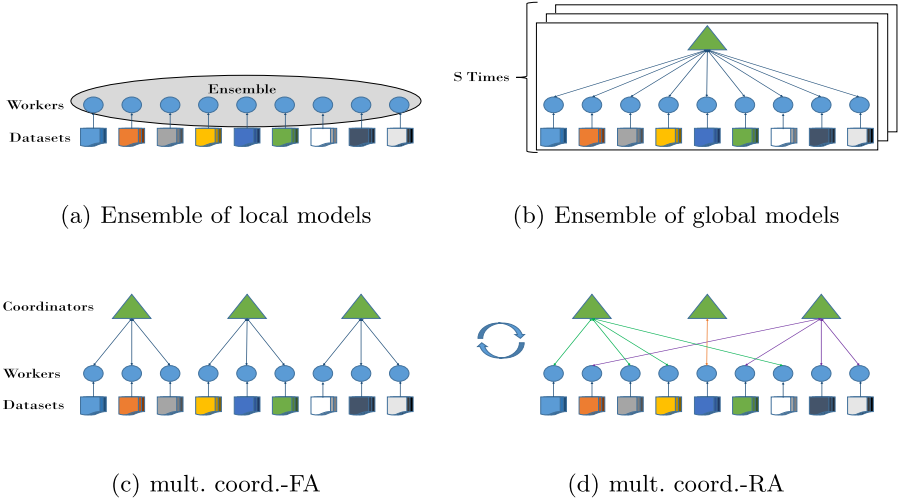 Ensemble
Workers
Datasets
(a) Ensemble of local models
S Times
(b) Ensemble of global models
Coordinators
Workers
Datasets
(c) mult. coord.-FA
(d) mult. coord.-RA